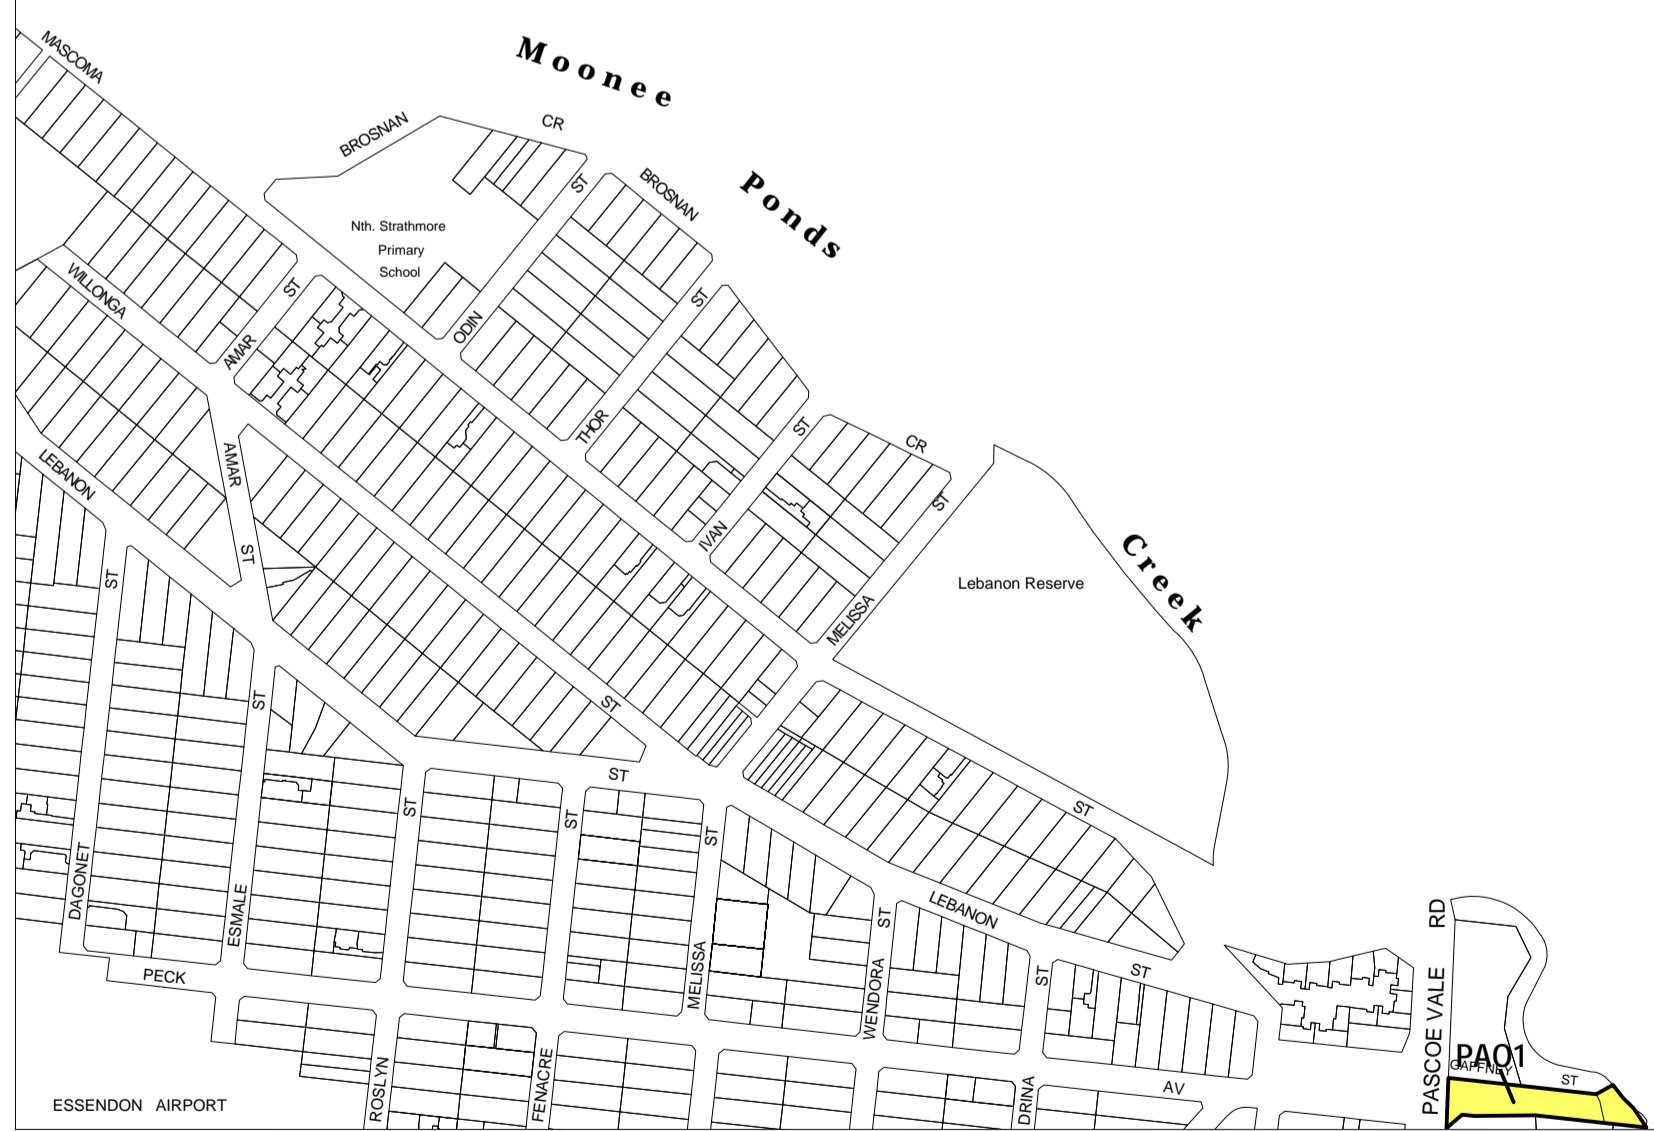 MASCOMA
Moonee
BROSNAN
CR
ST
BROSNAN
Ponds
Nth. Strathmore
Primary
School
WILLONGA
ST
ST
AMAR
ODIN
THOR
ST
CR
AMAR
LEBANON
ST
IVAN
Creek
ST
ST
Lebanon Reserve
MELISSA
ST
ST
ST
ST
ST
ST
ST
DAGONET
ESMALE
LEBANON
ST
RD
MELISSA
PECK
ST
ST
WENDORA
PASCOE VALE
PAO1
GAFFNEY
ST
ROSLYN
FENACRE
DRINA
AV
ESSENDON AIRPORT